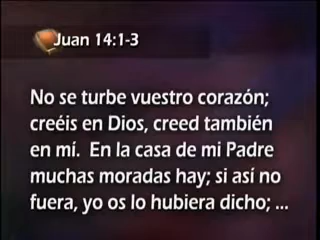 Juan 14:1-3
No se turbe vuestro corazón;
creéis en Dios, creed también
en mí. En la casa de mi Padre
muchas moradas hay; si así no
fuera, yo os lo hubiera dicho; ...